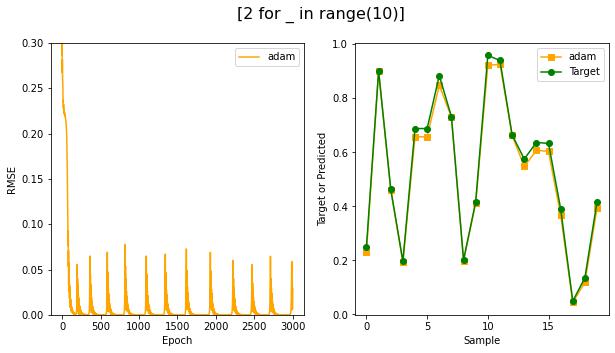 [2 for _ in range(10)]
0.30
0.25
0.20
0.15
0.10
0.05
0.00
RMSE
0 500 1000 1500 2000 2500 3000
Epoch
adam
1.0
0.8
0.6
0.4
0.2
0.0
Target or Predicted
0 5 10 15
Sample
adam
Target